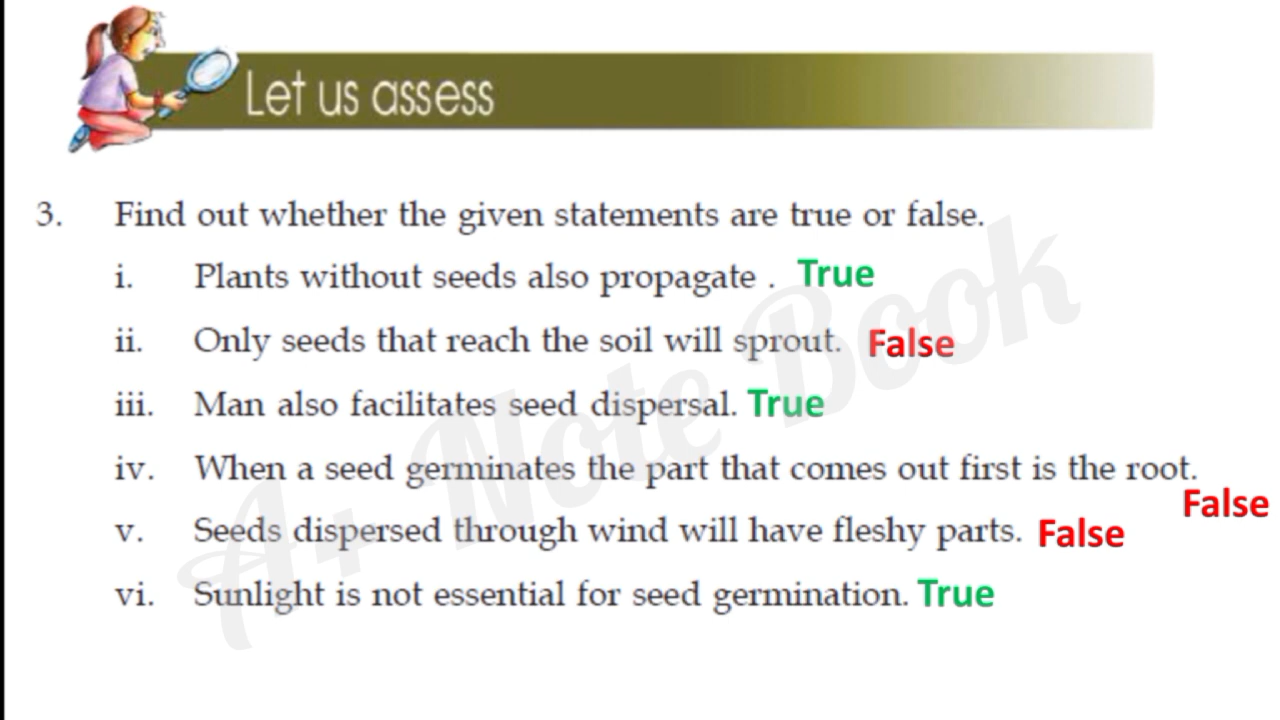 Let us assess
3. Find out whether the given statements are true or false.
i. Plants without seeds also propagate . True
ii. Only seeds that reach the soil will sprout. False
iii. Man also facilitates seed dispersal. True
iv. When a seed germinates the part that comes out first is the root.
False
v. Seeds dispersed through wind will have fleshy parts. False
vi. Sunlight is not essential for seed germination. True
A+ Note Book